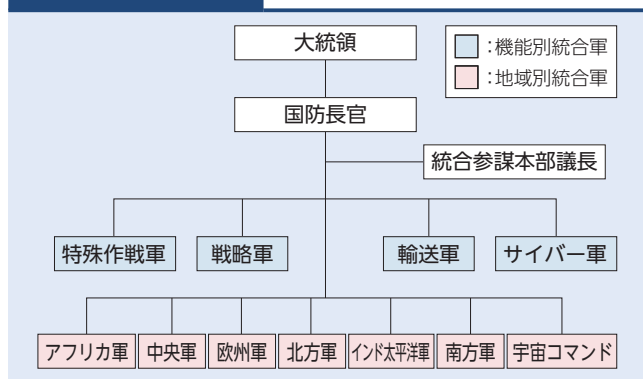 大統領
:機能別統合軍
:地域別統合軍
国防長官
統合参謀本部議長
特殊作戦軍
戦略軍
輸送軍
サイバー軍
アフリカ軍
中央軍
欧州軍
北方軍
インド太平洋軍
南方軍
宇宙コマンド